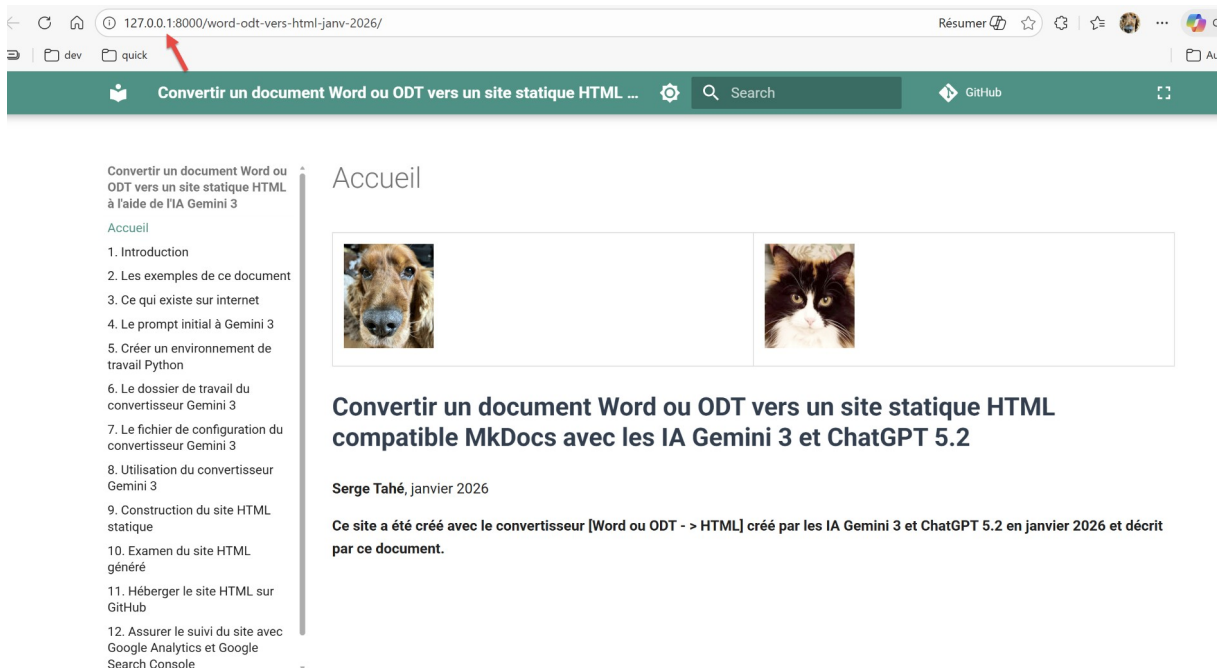 127.0.0.1:8000/word-odt-vers-html-janv-2026/
Résumer
dev
quick
Convertir un document Word ou ODT vers un site statique HTML ...
Search
GitHub
Convertir un document Word ou
ODT vers un site statique HTML
à l'aide de l'IA Gemini 3
Accueil
1. Introduction
2. Les exemples de ce document
3. Ce qui existe sur internet
4. Le prompt initial à Gemini 3
5. Créer un environnement de
travail Python
6. Le dossier de travail du
convertisseur Gemini 3
7. Le fichier de configuration du
convertisseur Gemini 3
8. Utilisation du convertisseur
Gemini 3
9. Construction du site HTML
statique
10. Examen du site HTML
généré
11. Héberger le site HTML sur
GitHub
12. Assurer le suivi du site avec
Google Analytics et Google
Search Console
Accueil
Convertir un document Word ou ODT vers un site statique HTML
compatible MkDocs avec les IA Gemini 3 et ChatGPT 5.2
Serge Tahé, janvier 2026
Ce site a été créé avec le convertisseur [Word ou ODT - > HTML] créé par les IA Gemini 3 et ChatGPT 5.2 en janvier 2026 et décrit
par ce document.